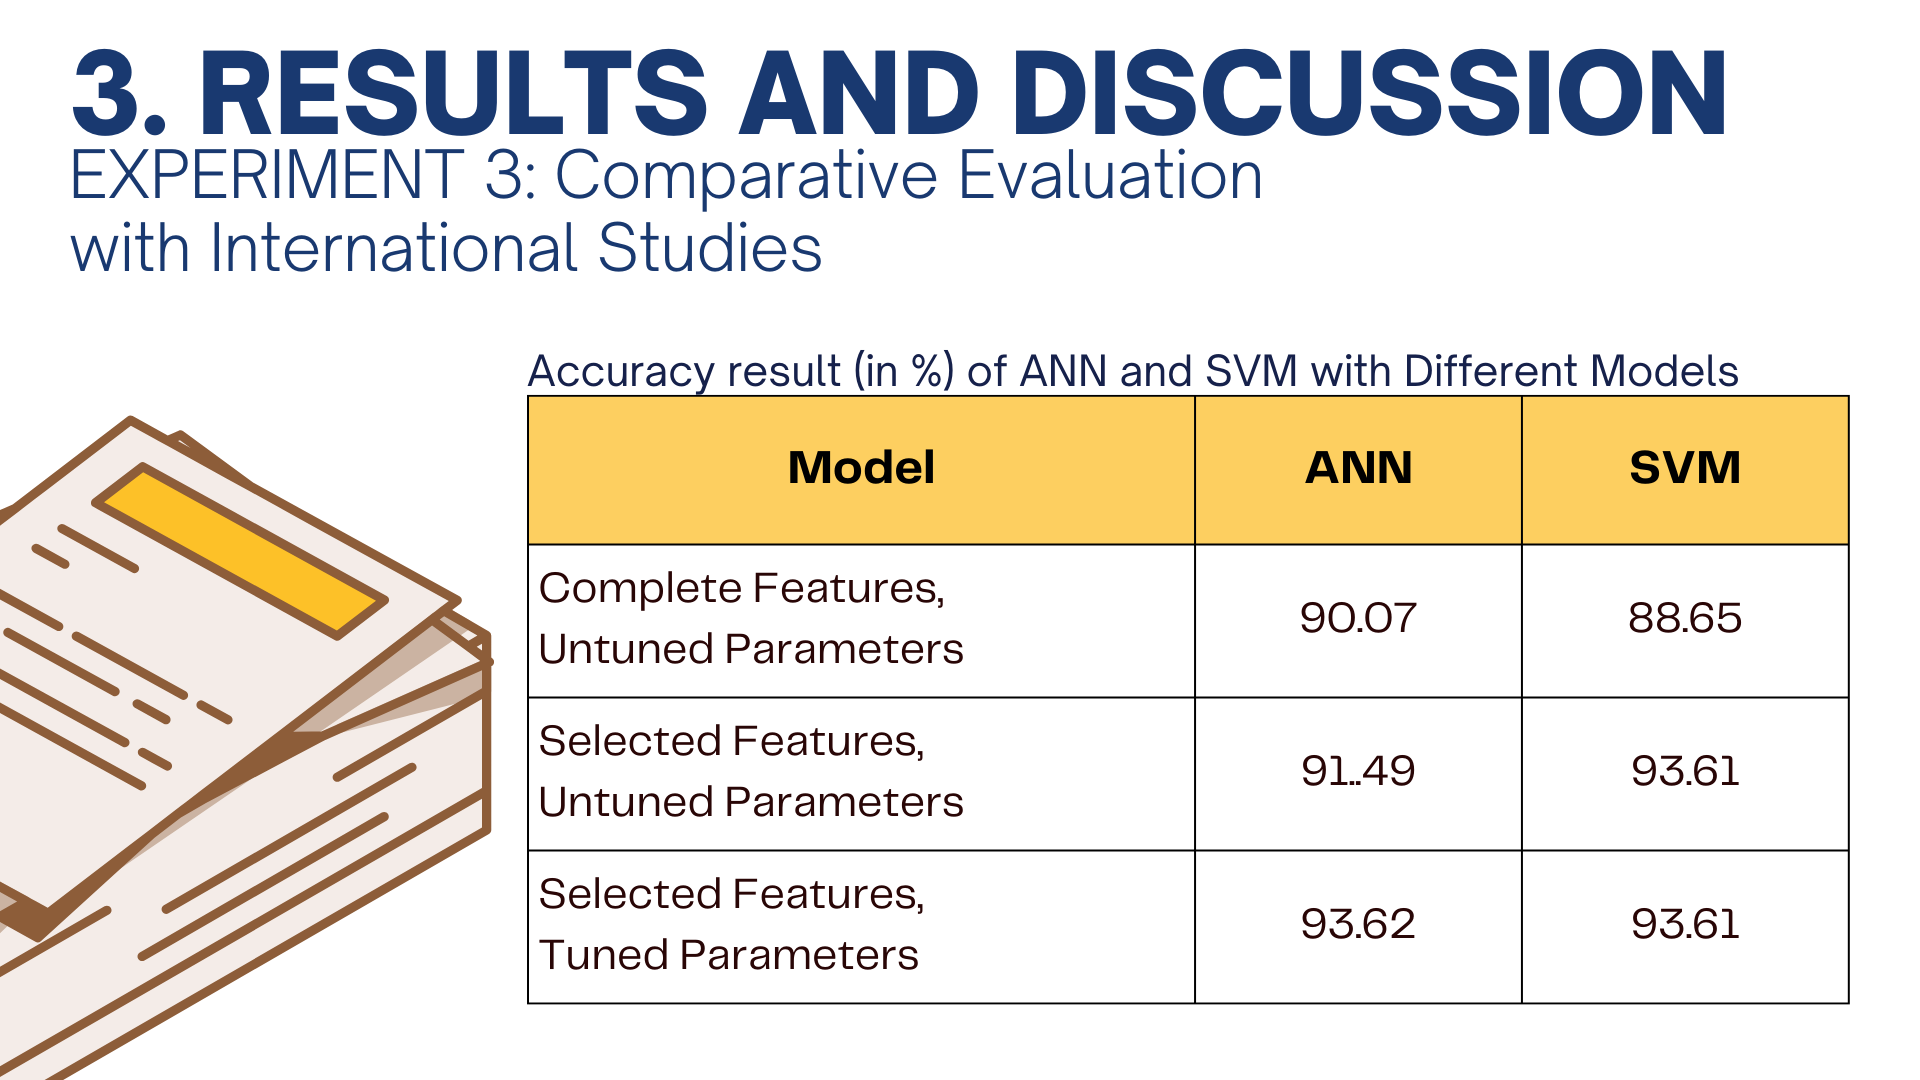 3. RESULTS AND DISCUSSION
EXPERIMENT 3: Comparative Evaluation
with International Studies
Accuracy result (in %) of ANN and SVM with Different Models
Model ANN SVM
Complete Features,
Untuned Parameters
90.07 88.65
Selected Features,
Untuned Parameters
91..49 93.61
Selected Features,
Tuned Parameters
93.62 93.61